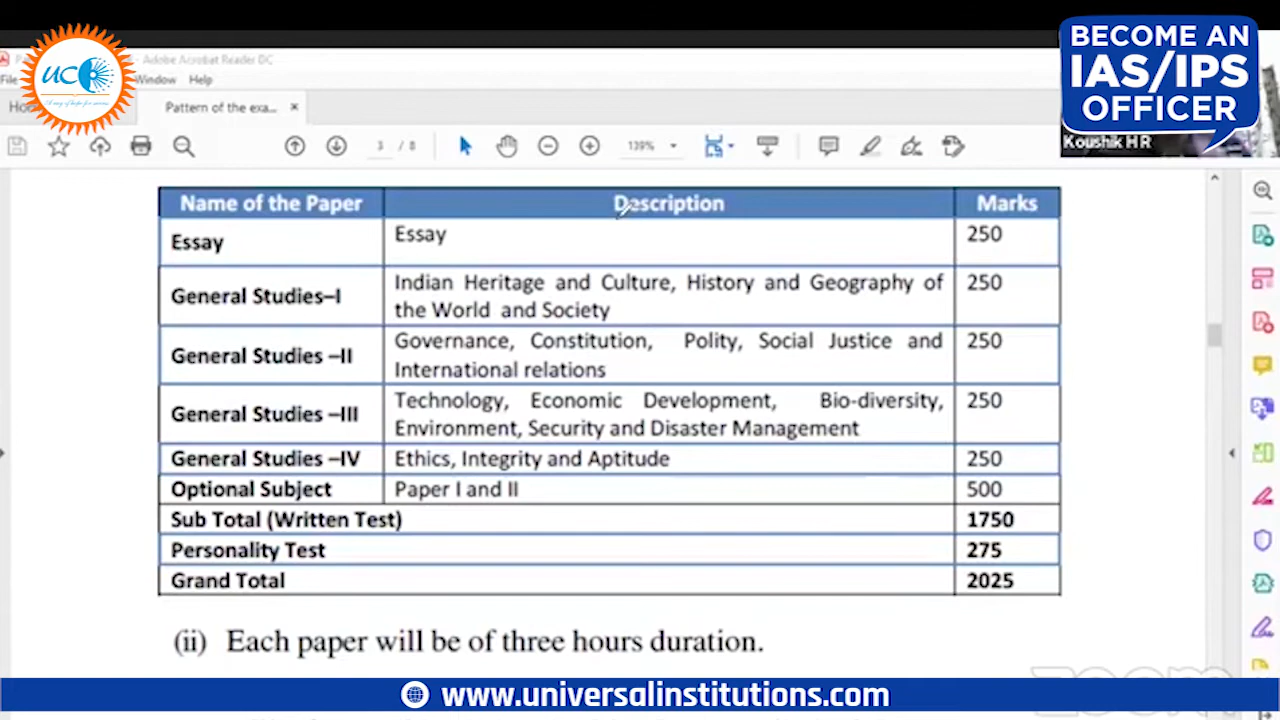 BECOME AN
IAS/IPS
OFFICER
Koushik H R
UCC
Adobe Acrobat Reader DC
File
Window Help
Pattern of the exa... ×
3 / 8
139%
Name of the Paper Description Marks
Essay Essay 250
General Studies–I Indian Heritage and Culture, History and Geography of 250
the World and Society
General Studies –II Governance, Constitution, Polity, Social Justice and 250
International relations
General Studies –III Technology, Economic Development, Bio-diversity, 250
Environment, Security and Disaster Management
General Studies –IV Ethics, Integrity and Aptitude 250
Optional Subject Paper I and II 500
Sub Total (Written Test) 1750
Personality Test 275
Grand Total 2025
(ii) Each paper will be of three hours duration.
zoom
www.universalinstitutions.com